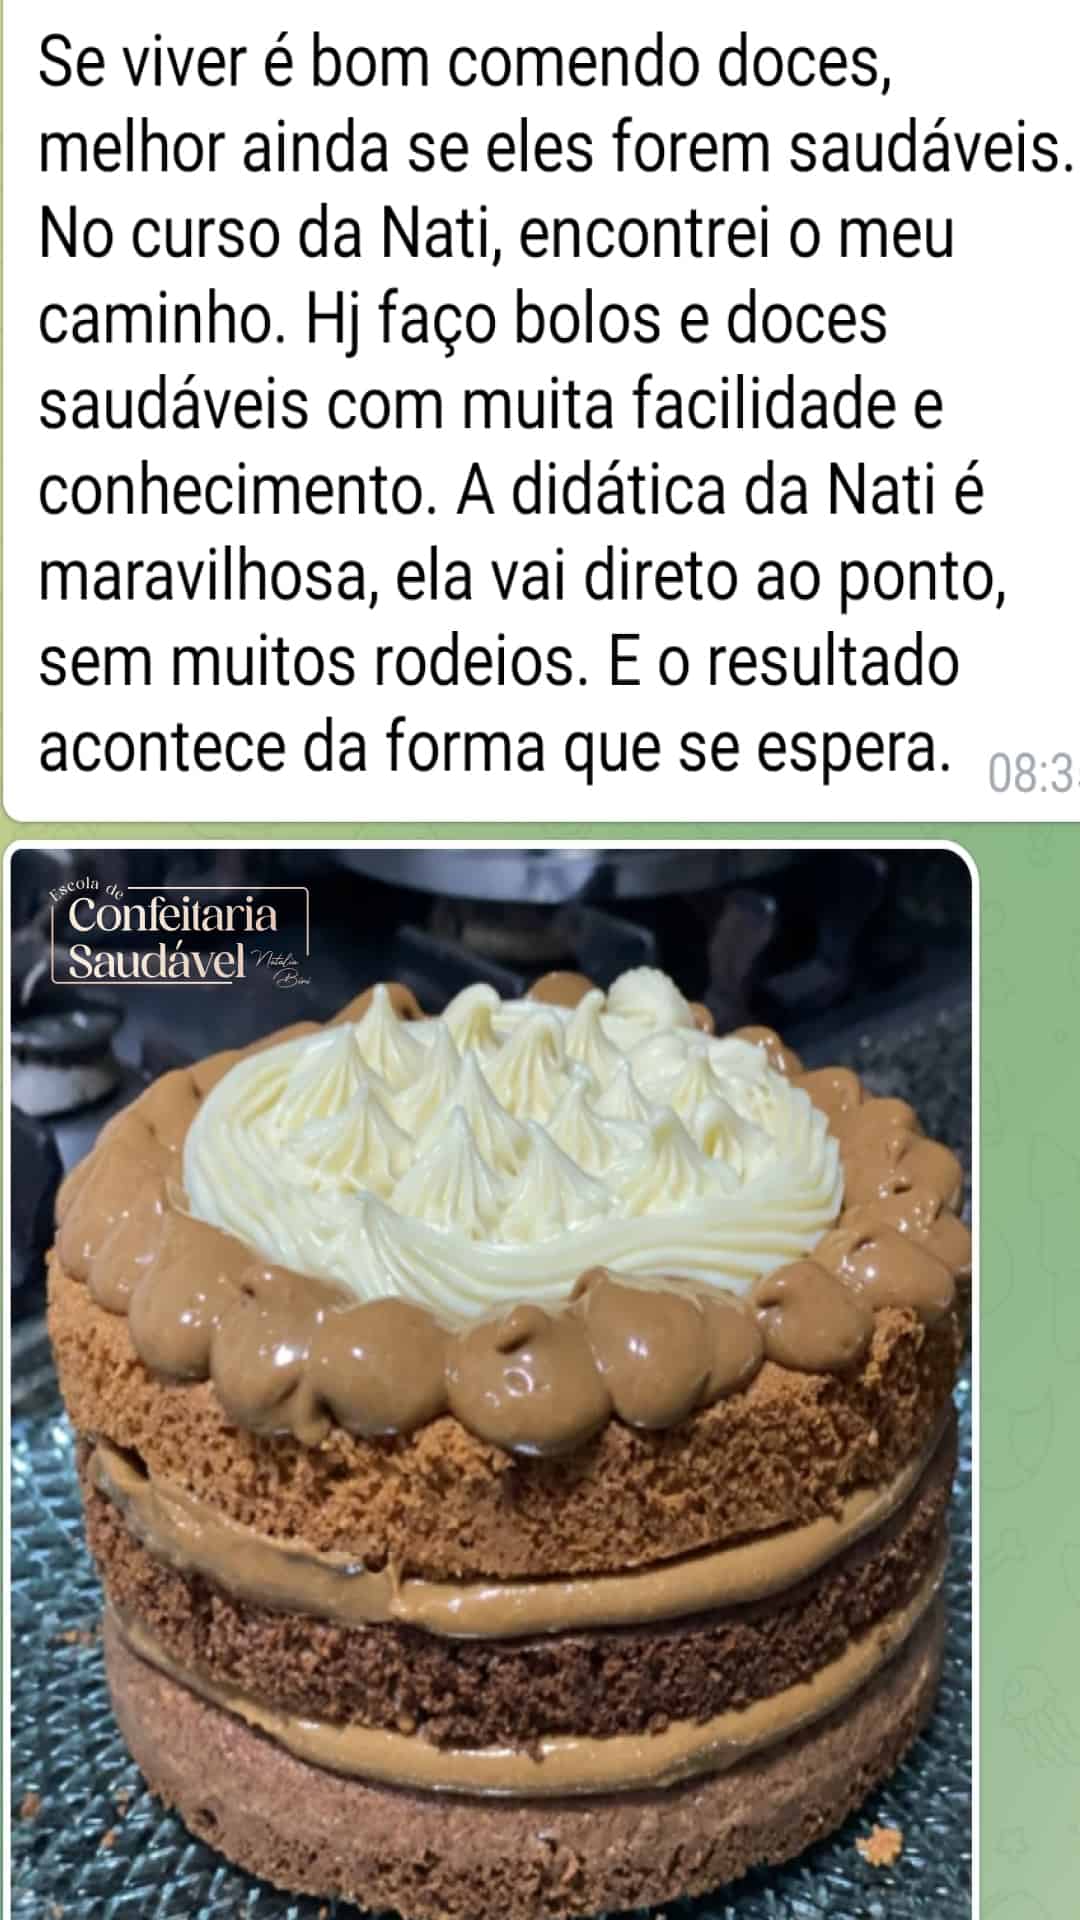 Se viver é bom comendo doces,
melhor ainda se eles forem saudáveis.
No curso da Nati, encontrei o meu
caminho. Hj faço bolos e doces
saudáveis com muita facilidade e
conhecimento. A didática da Nati é
maravilhosa, ela vai direto ao ponto,
sem muitos rodeios. E o resultado
acontece da forma que se espera.
08:3
Escola de
Confeitaria
Saudável
Natalia
Bini